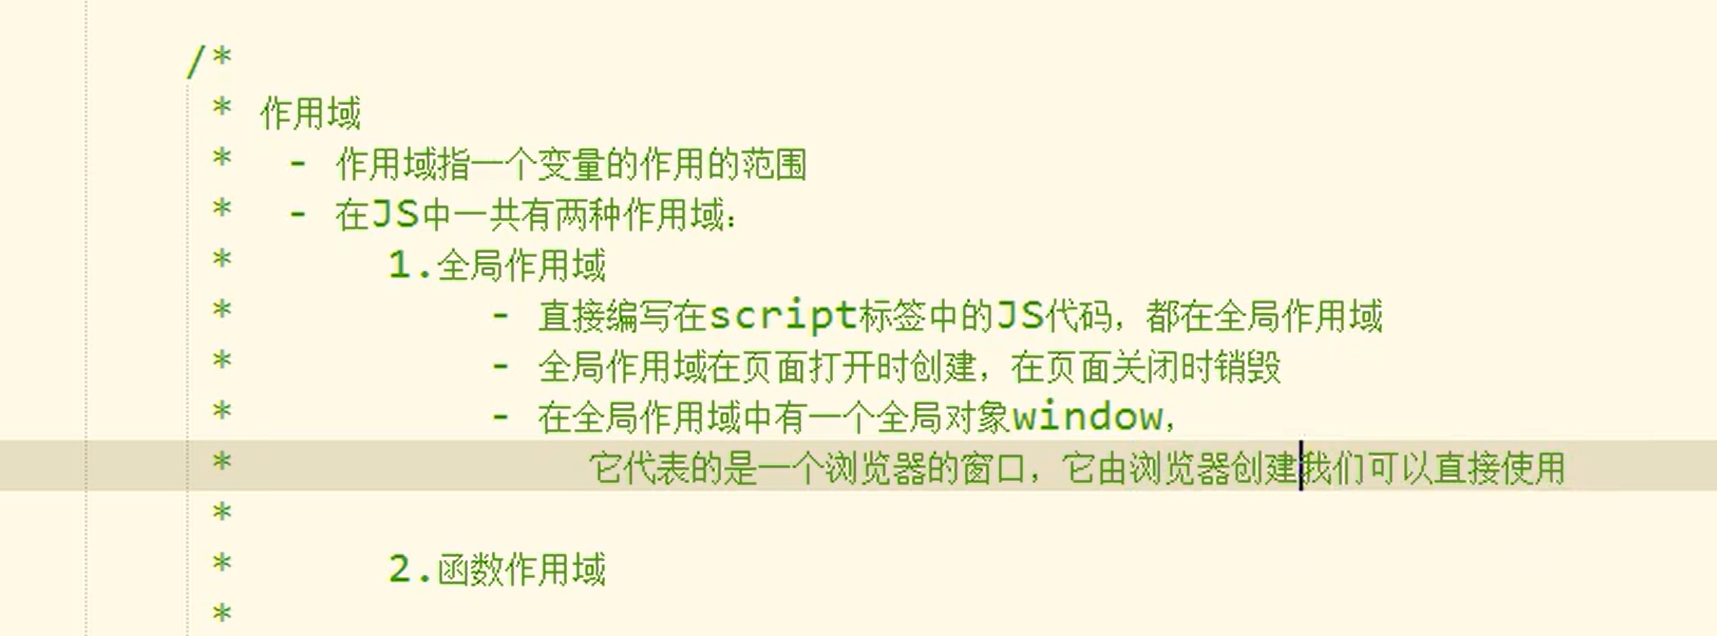 /*
* 作用域
* - 作用域指一个变量的作用的范围
* - 在JS中一共有两种作用域：
* 1.全局作用域
* - 直接编写在script标签中的JS代码，都在全局作用域
* - 全局作用域在页面打开时创建，在页面关闭时销毁
* - 在全局作用域中有一个全局对象window，
* 它代表的是一个浏览器的窗口，它由浏览器创建我们可以直接使用
*
* 2.函数作用域
*